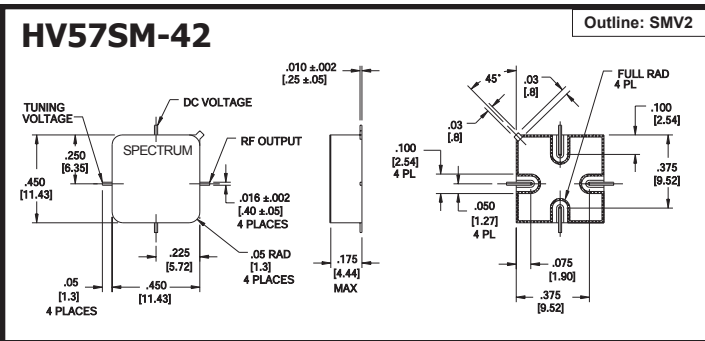 HV57SM-42
Outline: SMV2
.010 ±.002
[.25 ±.05]
DC VOLTAGE
TUNING
VOLTAGE
SPECTRUM
RF OUTPUT
.250
[6.35]
.450
[11.43]
.016 ±.002
[.40 ±.05]
4 PLACES
.225
[5.72]
.05 RAD
[1.3]
4 PLACES
.05
[1.3]
4 PLACES
.450
[11.43]
.175
[4.44]
MAX
45°
.03
[.8]
FULL RAD
4 PL
.03
[.8]
.100
[2.54]
.100
[2.54]
4 PL
.375
[9.52]
.050
[1.27]
4 PL
.075
[1.90]
.375
[9.52]